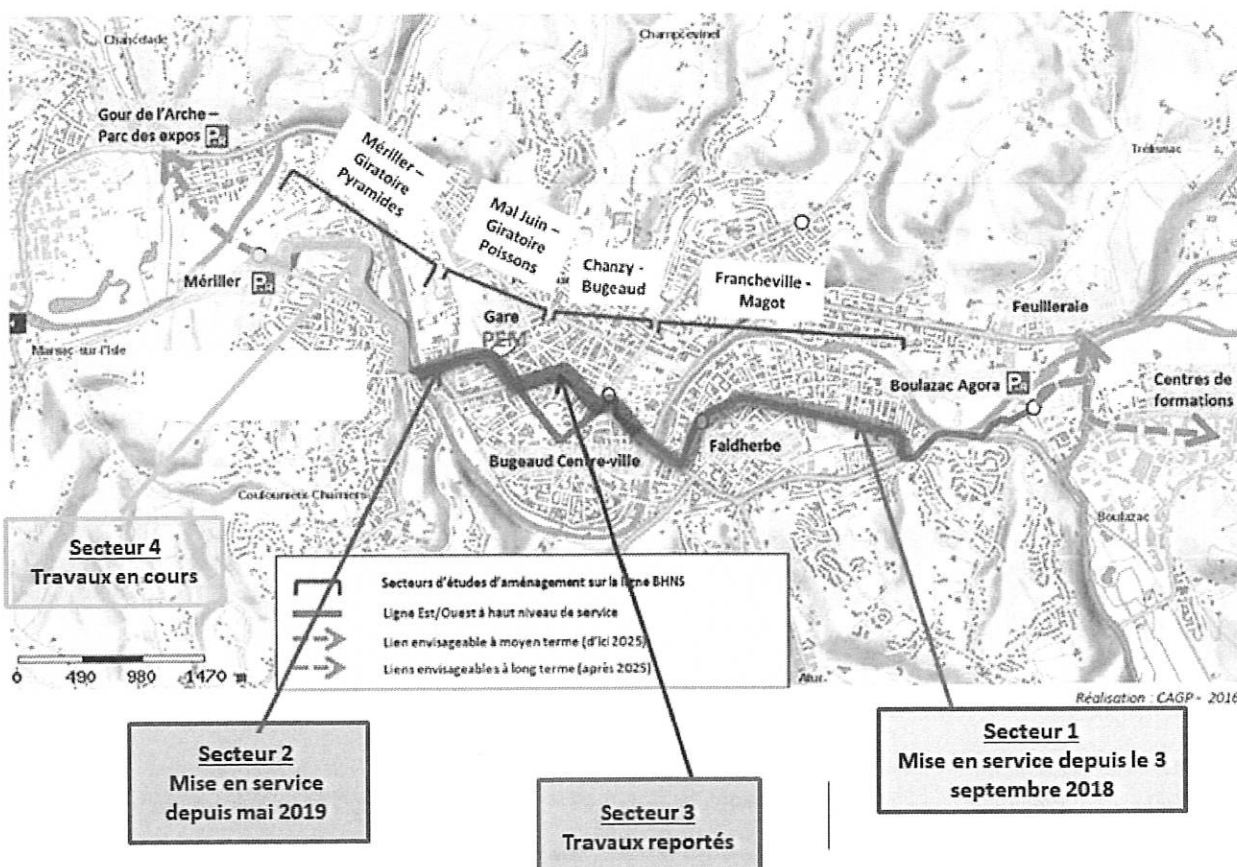 Chancelade
Champcevinel
Gour de l'Arche –
Parc des expos P+R
Mériller –
Giratoire
Pyramides
Mal Juin –
Giratoire
Poissons
Chanzy -
Bugeaud
Francheville -
Magot
Trélissac
Feuilleraie
Mériller P+R
Gare
PEM
Marsac-sur-l'Isle
Boulazac Agora P+R
Centres de
formations
Bugeaud Centre-ville
Faidherbe
Coulounieix-Chamiers
Boulazac
Secteur 4
Travaux en cours
Secteurs d'études d'aménagement sur la ligne BHNS
Ligne Est/Ouest à haut niveau de service
Lien envisageable à moyen terme (d'ici 2025)
Liens envisageables à long terme (après 2025)
0 490 980 1470 m
Atur
Réalisation : CAGP - 2016
Secteur 2
Mise en service
depuis mai 2019
Secteur 3
Travaux reportés
Secteur 1
Mise en service depuis le 3
septembre 2018